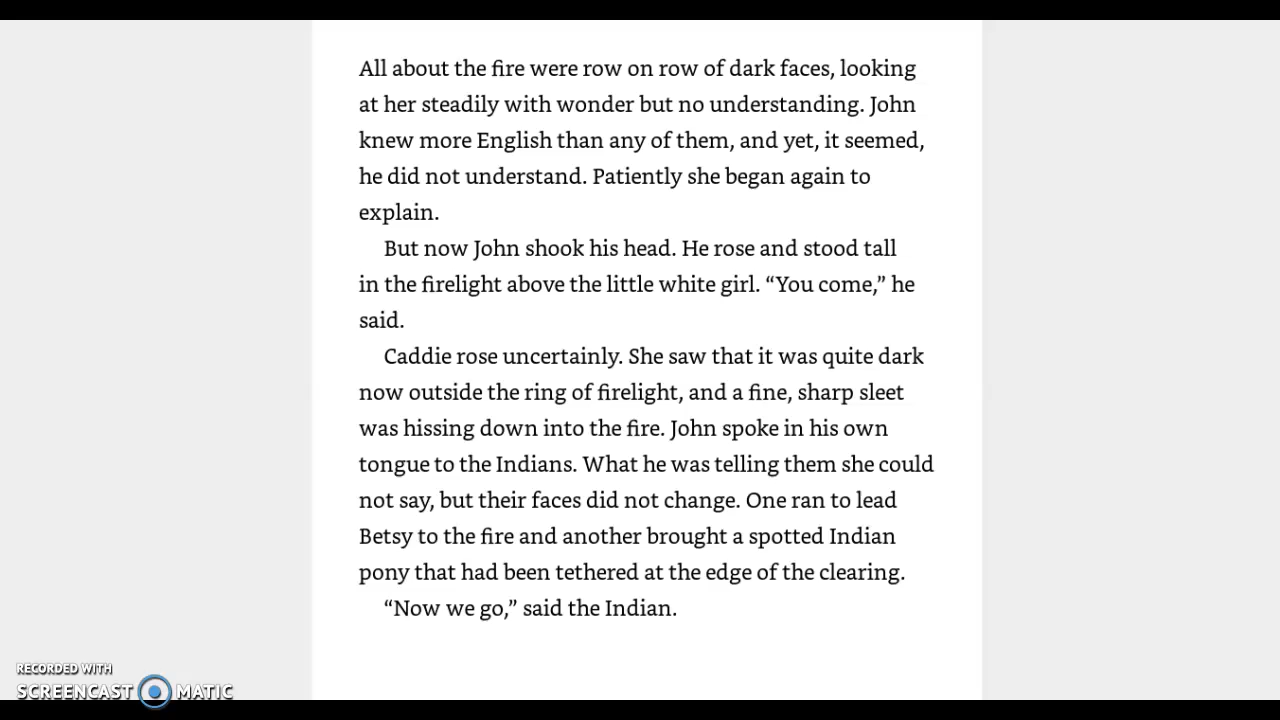 All about the fire were row on row of dark faces, looking
at her steadily with wonder but no understanding. John
knew more English than any of them, and yet, it seemed,
he did not understand. Patiently she began again to
explain.
But now John shook his head. He rose and stood tall
in the firelight above the little white girl. “You come,” he
said.
Caddie rose uncertainly. She saw that it was quite dark
now outside the ring of firelight, and a fine, sharp sleet
was hissing down into the fire. John spoke in his own
tongue to the Indians. What he was telling them she could
not say, but their faces did not change. One ran to lead
Betsy to the fire and another brought a spotted Indian
pony that had been tethered at the edge of the clearing.
“Now we go,” said the Indian.
RECORDED WITH
SCREENCAST MATIC